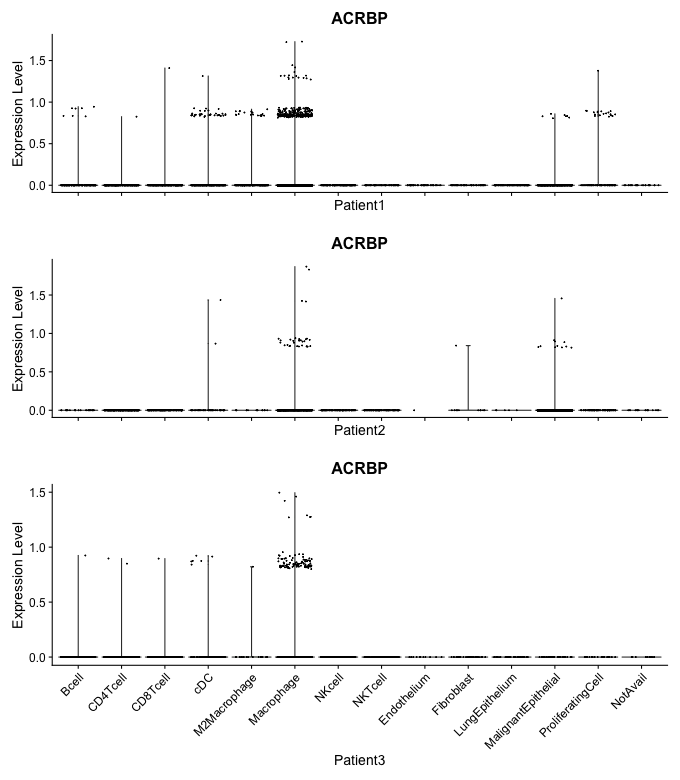 ACRBP
Expression Level
1.5
1.0
0.5
0.0
Patient1
ACRBP
Expression Level
1.5
1.0
0.5
0.0
Patient2
ACRBP
Expression Level
1.5
1.0
0.5
0.0
Bcell
CD4Tcell
CD8Tcell
cDC
M2Macrophage
Macrophage
NKcell
NKTcell
Endothelium
Fibroblast
LungEpithelium
MalignantEpithelial
ProliferatingCell
NotAvail
Patient3